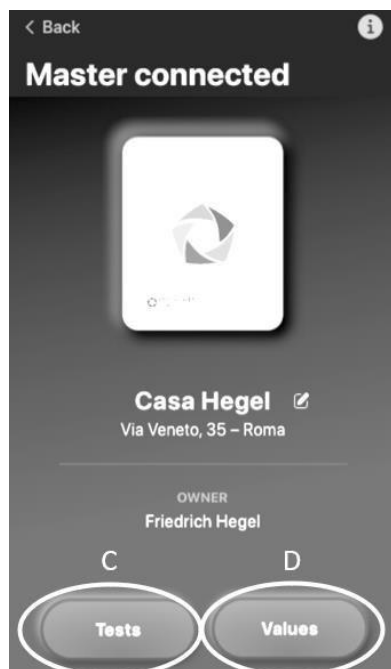 < Back
i
Master connected
Casa Hegel
Via Veneto, 35 – Roma
OWNER
Friedrich Hegel
C D
Tests Values